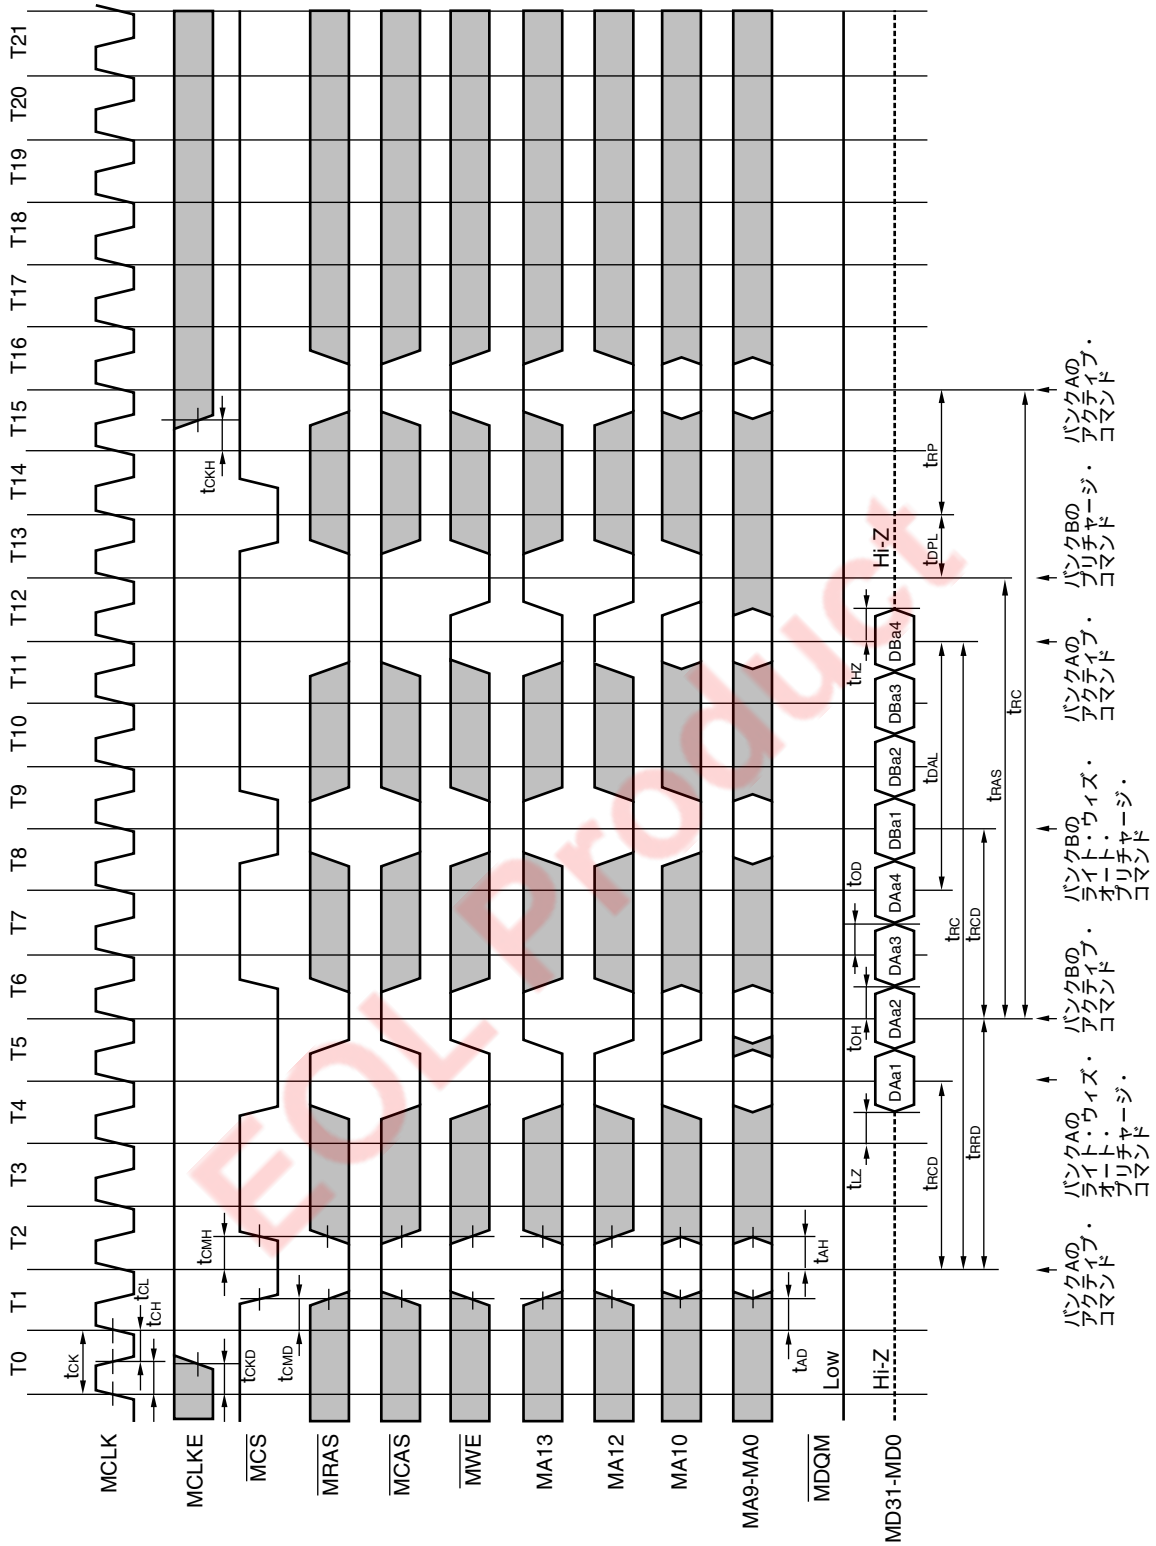 T0 T1 T2 T3 T4 T5 T6 T7 T8 T9 T10 T11 T12 T13 T14 T15 T16 T17 T18 T19 T20 T21
MCLK
tCK
tCH
tCL
MCLKE
tCKD
tCKH
MCS
tCMD
tCMH
MRAS
MCAS
MWE
MA13
MA12
MA10
MA9-MA0
tAD
tAH
MDQM
Low
tLZ
tOH
tOD
tHZ
MD31-MD0
Hi-Z
DAa1 DAa2 DAa3 DAa4 DBa1 DBa2 DBa3 DBa4
Hi-Z
tRCD
tDAL
tDPL
tRP
tRC
tRRD
tRCD
tRAS
tRC
バンクAの
アクティブ・
コマンド
バンクAの
ライト・ウィズ・
オート・
プリチャージ・
コマンド
バンクBの
アクティブ・
コマンド
バンクBの
ライト・ウィズ・
オート・
プリチャージ・
コマンド
バンクAの
アクティブ・
コマンド
バンクBの
プリチャージ・
コマンド
バンクAの
アクティブ・
コマンド
EOL Product